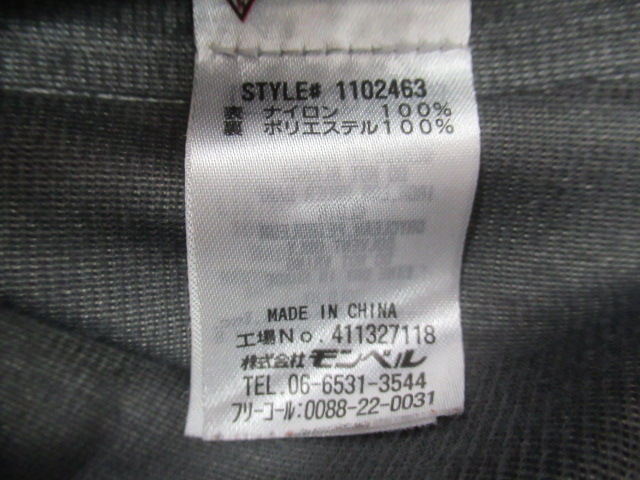 STYLE# 1102463
表 ナイロン 100%
裏 ポリエステル100%
MADE IN CHINA
工場No. 411327118
株式会社 モンベル
TEL. 06-6531-3544
フリーコール:0088-22-0031